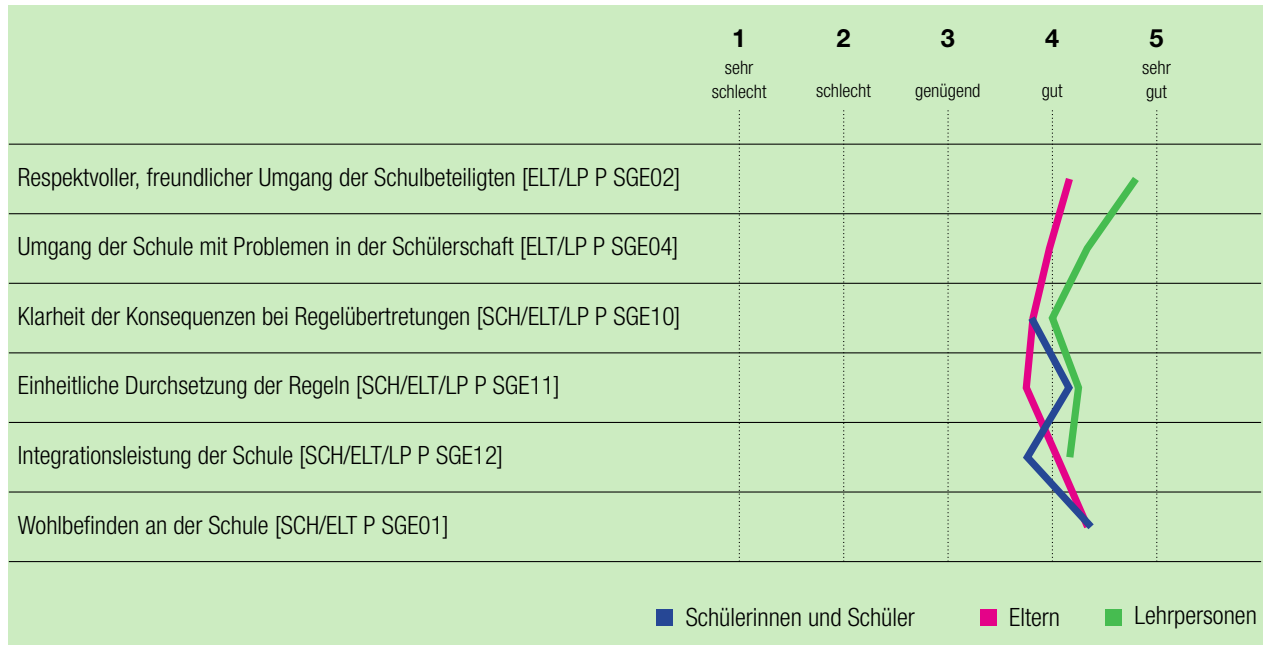 1 2 3 4 5
sehr schlecht schlecht genügend gut sehr gut
Respektvoller, freundlicher Umgang der Schulbeteiligten [ELT/LP P SGE02]
Umgang der Schule mit Problemen in der Schülerschaft [ELT/LP P SGE04]
Klarheit der Konsequenzen bei Regelübertretungen [SCH/ELT/LP P SGE10]
Einheitliche Durchsetzung der Regeln [SCH/ELT/LP P SGE11]
Integrationsleistung der Schule [SCH/ELT/LP P SGE12]
Wohlbefinden an der Schule [SCH/ELT P SGE01]
Schülerinnen und Schüler Eltern Lehrpersonen